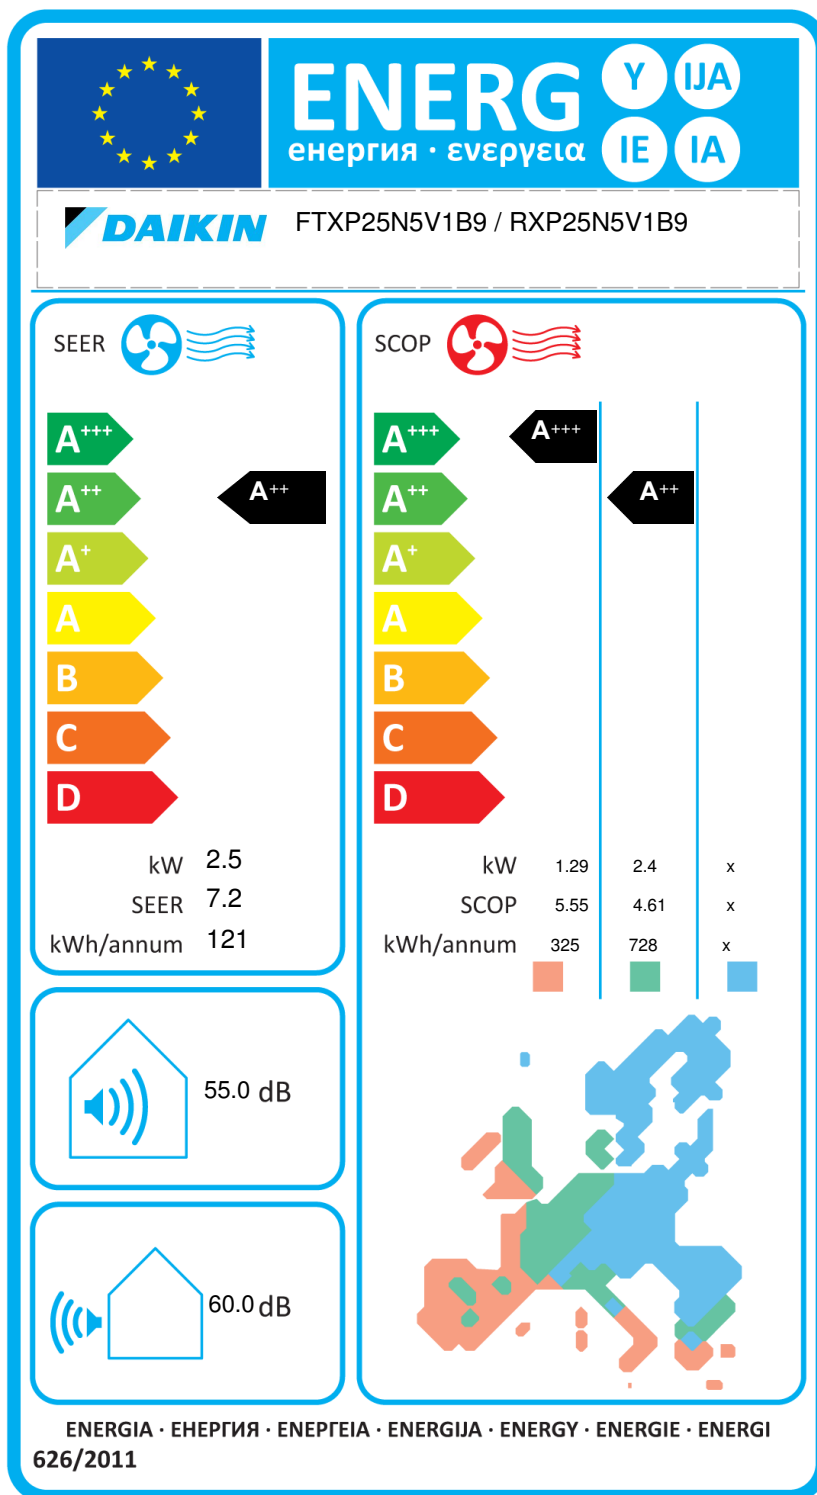 ENERG
енергия · ενεργεια
Y IJA
IE IA
DAIKIN
FTXP25N5V1B9 / RXP25N5V1B9
SEER
A+++
A++
A++
A+
A
B
C
D
kW 2.5
SEER 7.2
kWh/annum 121
SCOP
A+++
A+++
A++
A++
A+
A
B
C
D
kW 1.29 2.4 x
SCOP 5.55 4.61 x
kWh/annum 325 728 x
55.0 dB
60.0 dB
ENERGIA · ЕНЕРГИЯ · ΕΝΕΡΓΕΙΑ · ENERGIJA · ENERGY · ENERGIE · ENERGI
626/2011